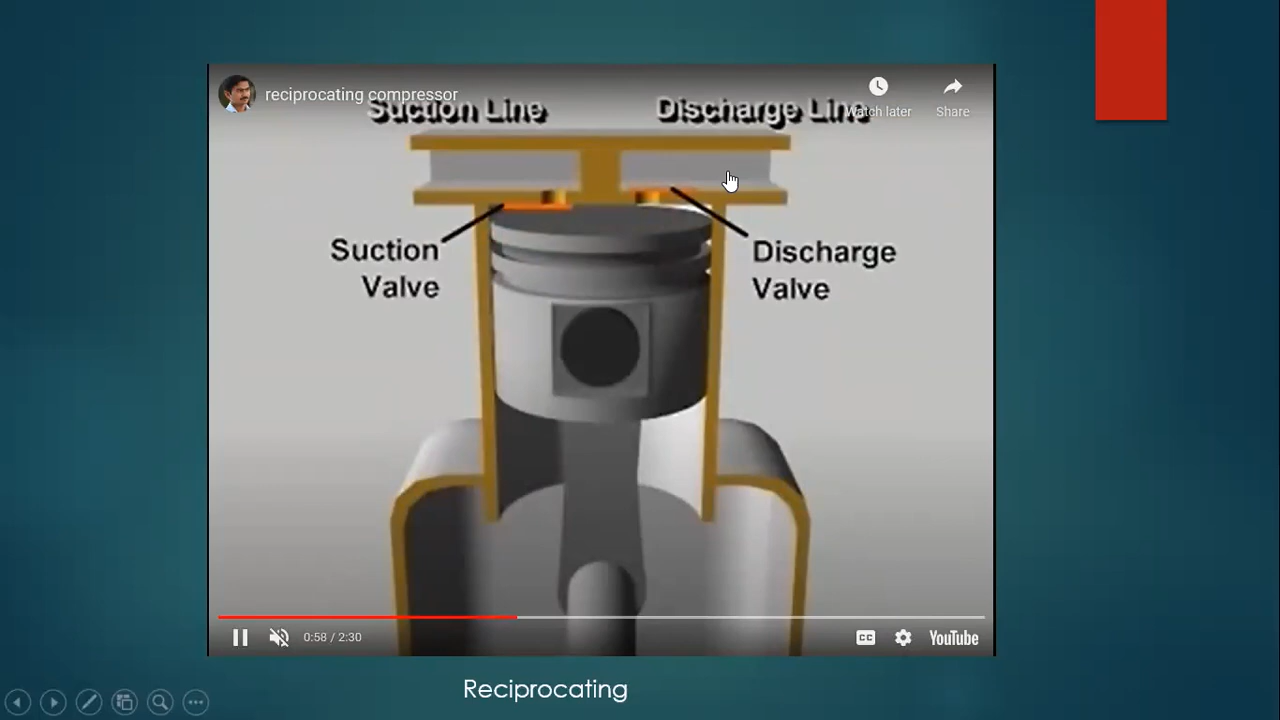 reciprocating compressor
Watch later
Share
Suction Line
Discharge Line
Suction
Valve
Discharge
Valve
0:58 / 2:30
CC
YouTube
Reciprocating